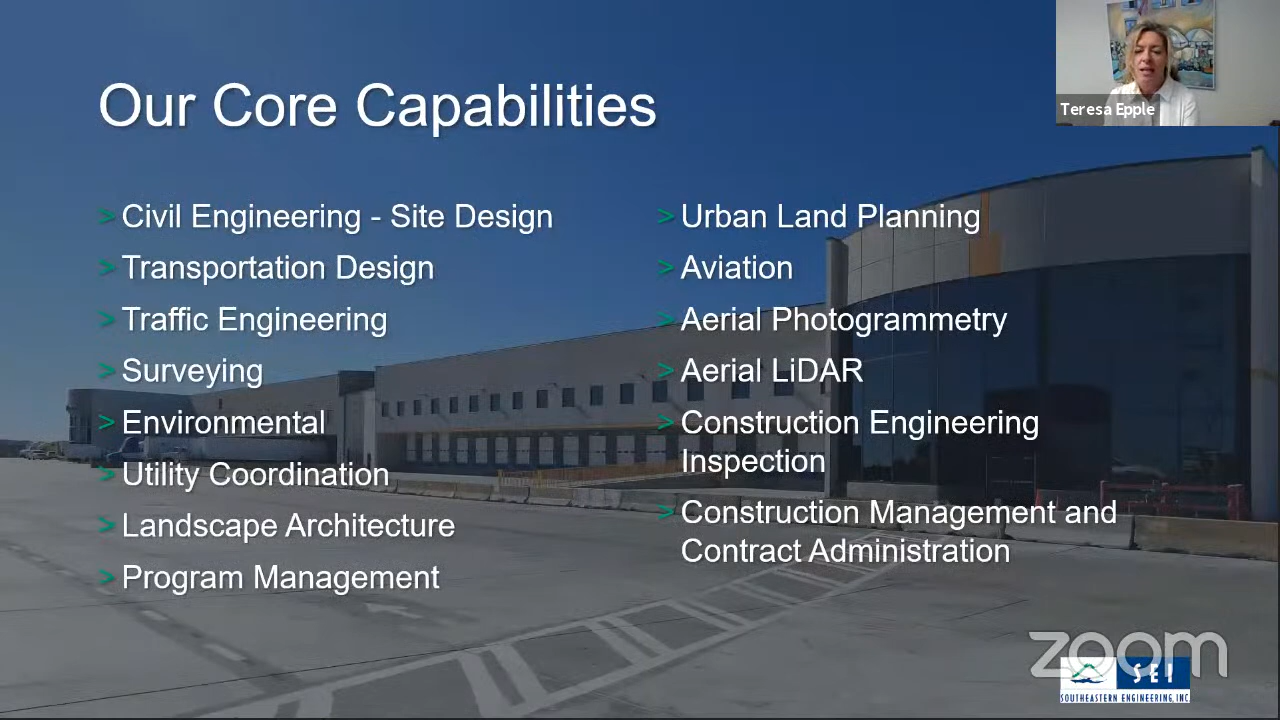 Our Core Capabilities
Teresa Epple
> Civil Engineering - Site Design
> Transportation Design
> Traffic Engineering
> Surveying
> Environmental
> Utility Coordination
> Landscape Architecture
> Program Management
> Urban Land Planning
> Aviation
> Aerial Photogrammetry
> Aerial LiDAR
> Construction Engineering
Inspection
> Construction Management and
Contract Administration
zoom
SEI
SOUTHEASTERN ENGINEERING, INC